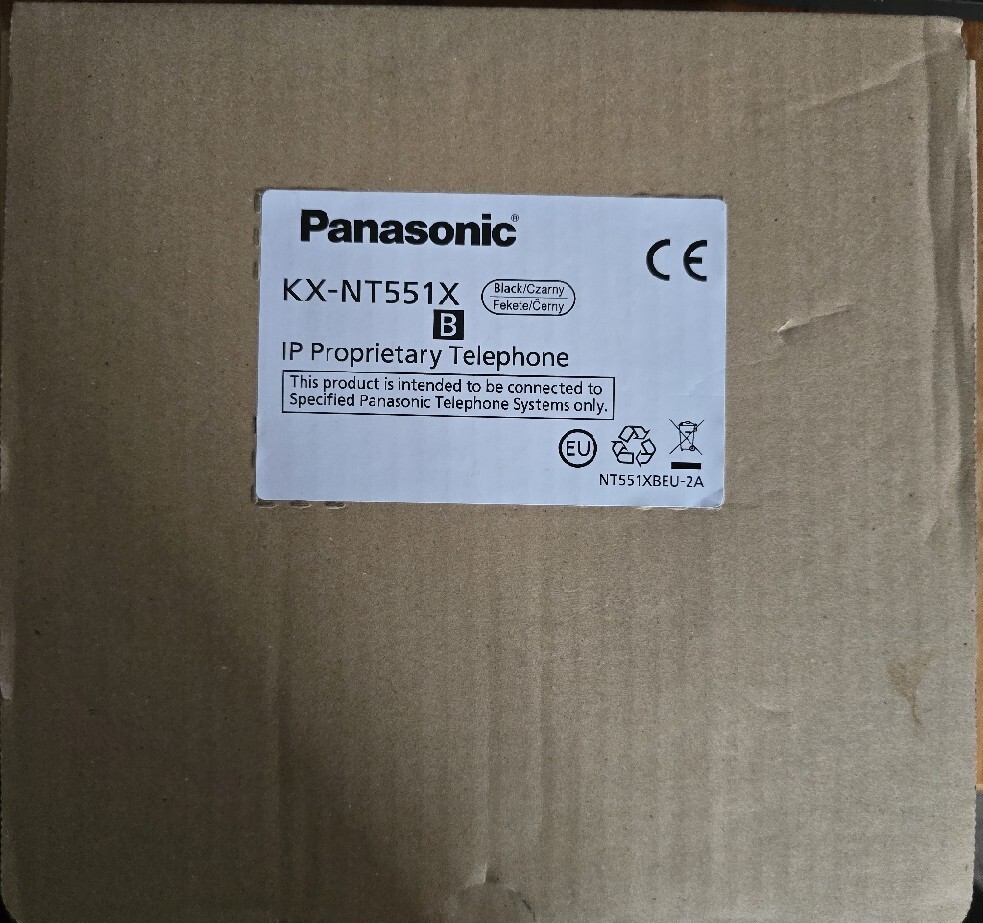 Panasonic®
CE
KX-NT551X
Black/Czarny
Fekete/Černy
B
IP Proprietary Telephone
This product is intended to be connected to
Specified Panasonic Telephone Systems only.
EU
NT551XBEU-2A